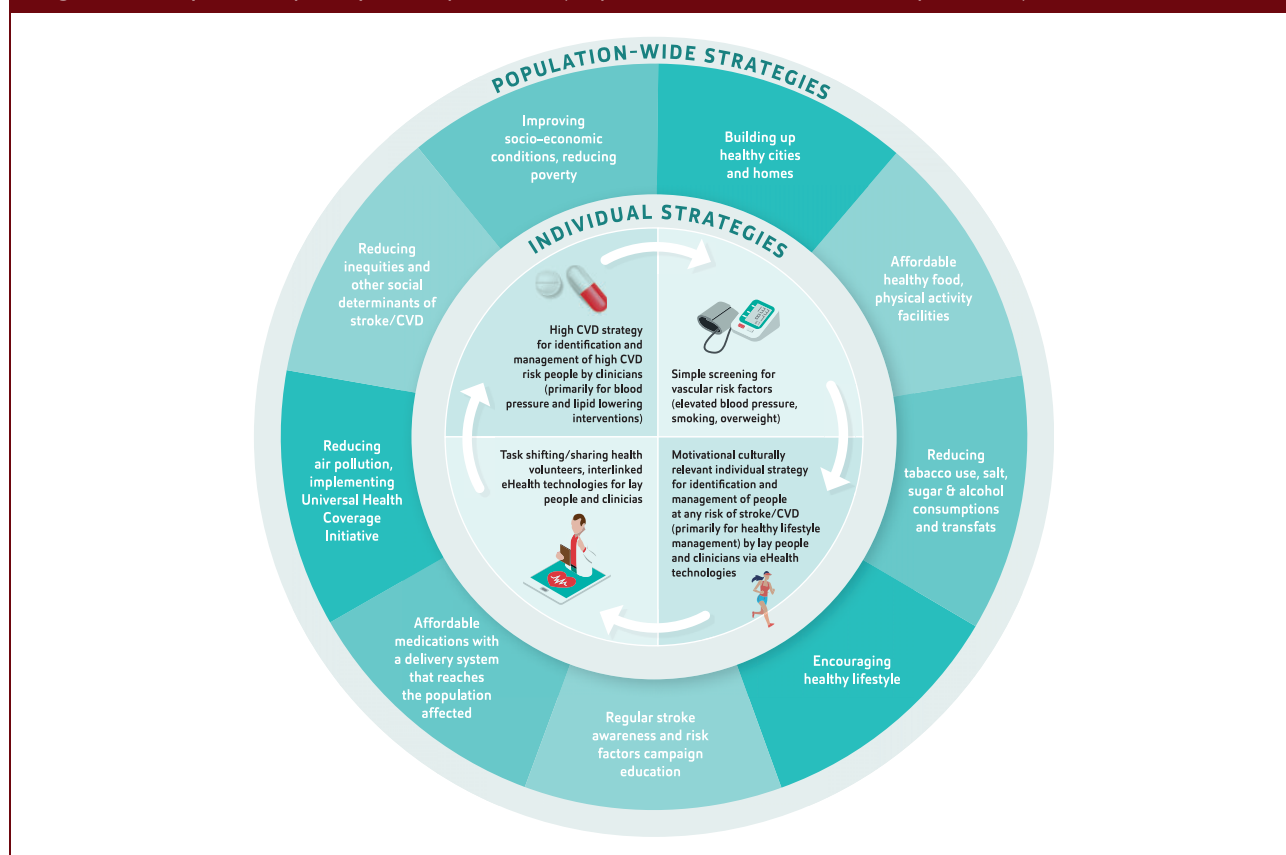 POPULATION-WIDE STRATEGIES
Improving
socio-economic
conditions, reducing
poverty
Building up
healthy cities
and homes
Affordable
healthy food,
physical activity
facilities
Reducing
tabacco use, salt,
sugar & alcohol
consumptions
and transfats
Encouraging
healthy lifestyle
Regular stroke
awareness and risk
factors campaign
education
Affordable
medications with
a delivery system
that reaches
the population
affected
Reducing
air pollution,
implementing
Universal Health
Coverage
Initiative
Reducing
inequities and
other social
determinants of
stroke/CVD
INDIVIDUAL STRATEGIES
High CVD strategy
for identification and
management of high CVD
risk people by clinicians
(primarily for blood
pressure and lipid lowering
interventions)
Simple screening for
vascular risk factors
(elevated blood pressure,
smoking, overweight)
Motivational culturally
relevant individual strategy
for identification and
management of people
at any risk of stroke/CVD
(primarily for healthy lifestyle
management) by lay people
and clinicians via eHealth
technologies
Task shifting/sharing health
volunteers, interlinked
eHealth technologies for lay
people and clinicias